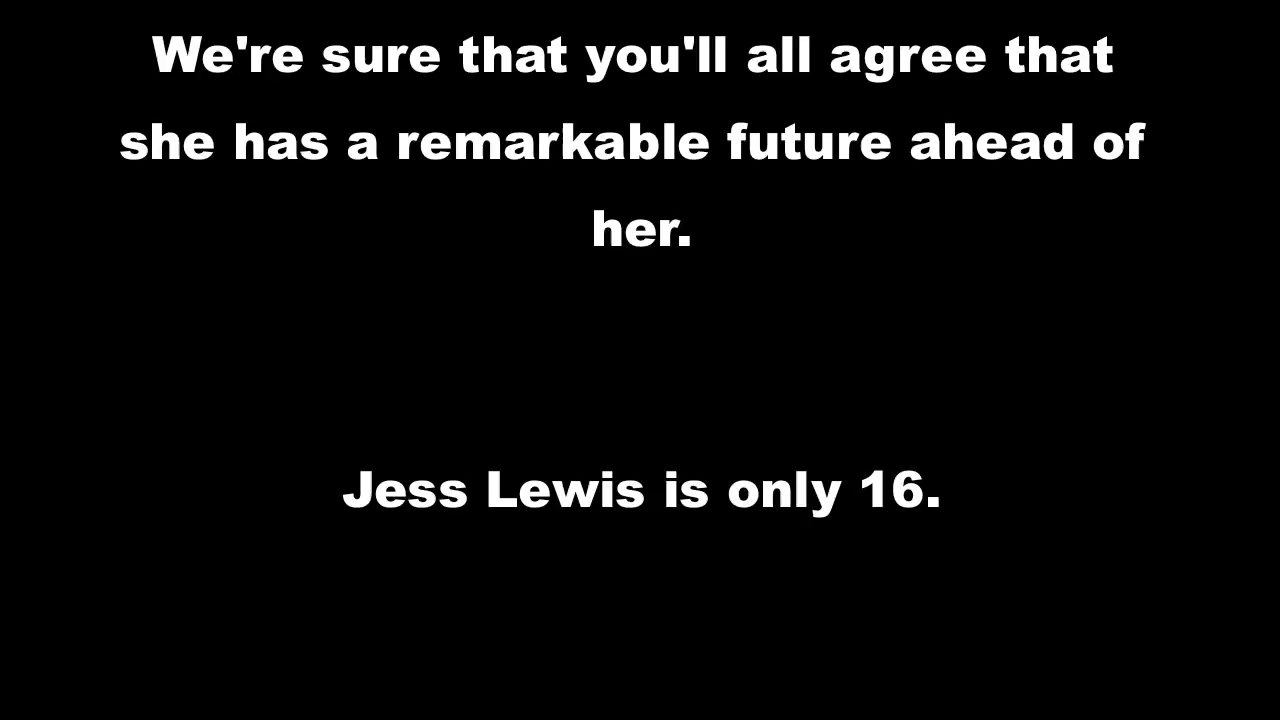 We're sure that you'll all agree that
she has a remarkable future ahead of
her.
Jess Lewis is only 16.